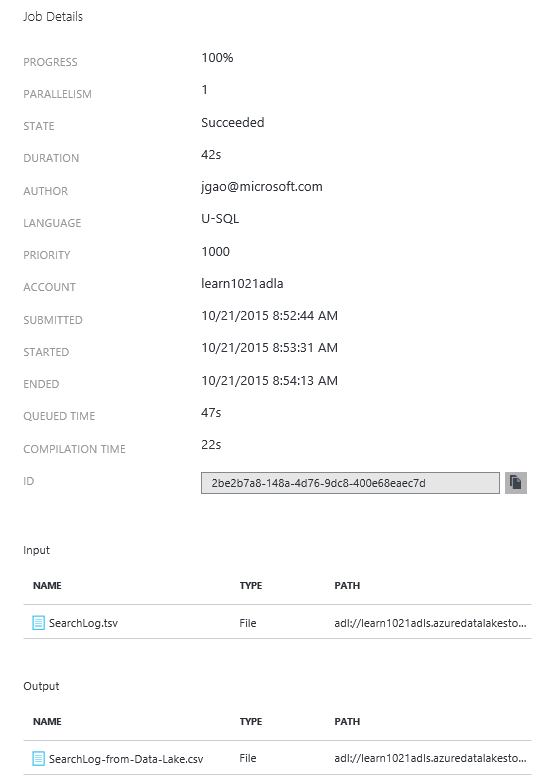 Job Details
PROGRESS 100%
PARALLELISM 1
STATE Succeeded
DURATION 42s
AUTHOR jgao@microsoft.com
LANGUAGE U-SQL
PRIORITY 1000
ACCOUNT learn1021adla
SUBMITTED 10/21/2015 8:52:44 AM
STARTED 10/21/2015 8:53:31 AM
ENDED 10/21/2015 8:54:13 AM
QUEUED TIME 47s
COMPILATION TIME 22s
ID 2be2b7a8-148a-4d76-9dc8-400e68eaec7d
Input
NAME TYPE PATH
SearchLog.tsv File adl://learn1021adls.azuredatalakesto...
Output
NAME TYPE PATH
SearchLog-from-Data-Lake.csv File adl://learn1021adls.azuredatalakesto...